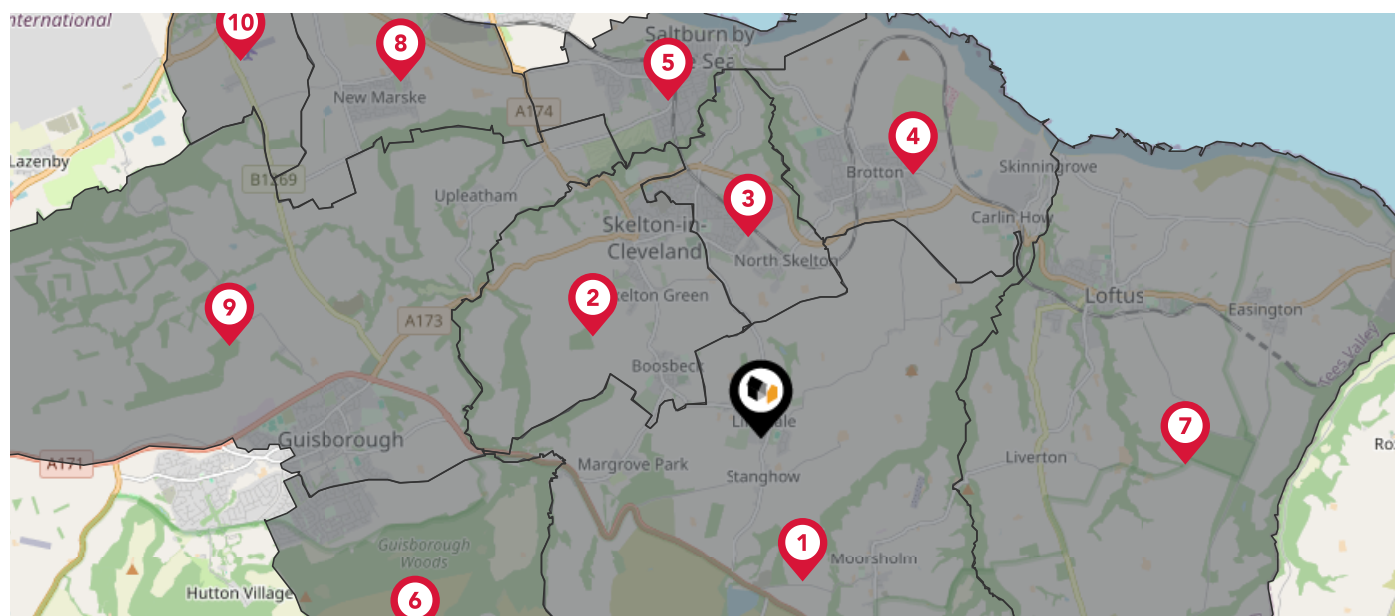 nternational
10
8
5
Saltburn by
e Sea
New Marske
A174
4
Lazenby
B1269
Brotton
Skinningrove
Upleatham
3
Carlin How
Skelton-in-
Cleveland
North Skelton
9
2
kelton Green
Loftus
Easington
A173
Tees Valley
Boosbeck
Guisborough
7
A171
Margrove Park
Liverton
Stanghow
1
Moorsholm
Guisborough
Woods
Hutton Village
6